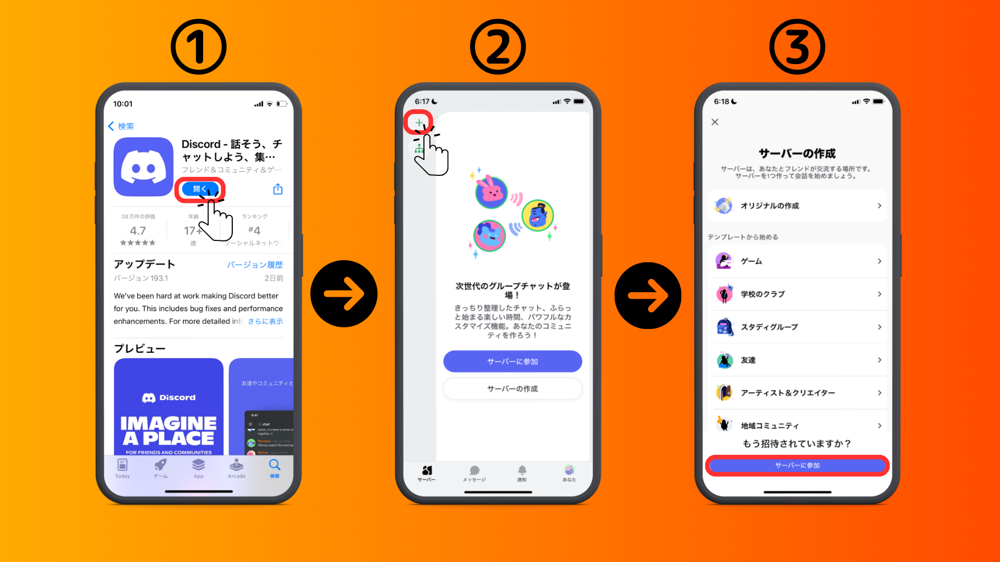 ①
10:01
検索
Discord - 話そう、チ
ャットしよう、集…
フレンド＆コミュニティ＆ゲ…
開く
38万件の評価
4.7
★★★★★
年齢
17+
歳
ランキング
#4
ソーシャルネットワ
アップデート
バージョン履歴
バージョン 193.1
2日前
We've been hard at work making Discord better
for you. This includes bug fixes and performance
enhancements. For more detailed info
さらに表示
プレビュー
Discord
IMAGINE
A PLACE
FOR FRIENDS AND COMMUNITIES
友達やコミュニティと
9:41
# chat
same...it's been a while
together :(
Wumpus
Wanna watch the next ep
Mallow
Today
ゲーム
App
Arcade
検索
②
6:17
次世代のグループチャットが登
場！
きっちり整理したチャット、ふらっ
と始まる楽しい時間、パワフルなカ
スタマイズ機能。あなたのコミュニ
ティを作ろう！
サーバーに参加
サーバーの作成
サーバー
メッセージ
通知
あなた
③
6:18
サーバーの作成
サーバーは、あなたとフレンドが交流する場所です。
サーバーを1つ作って会話を始めましょう。
オリジナルの作成
テンプレートから始める
ゲーム
学校のクラブ
スタディグループ
友達
アーティスト＆クリエイター
地域コミュニティ
もう招待されていますか？
サーバーに参加